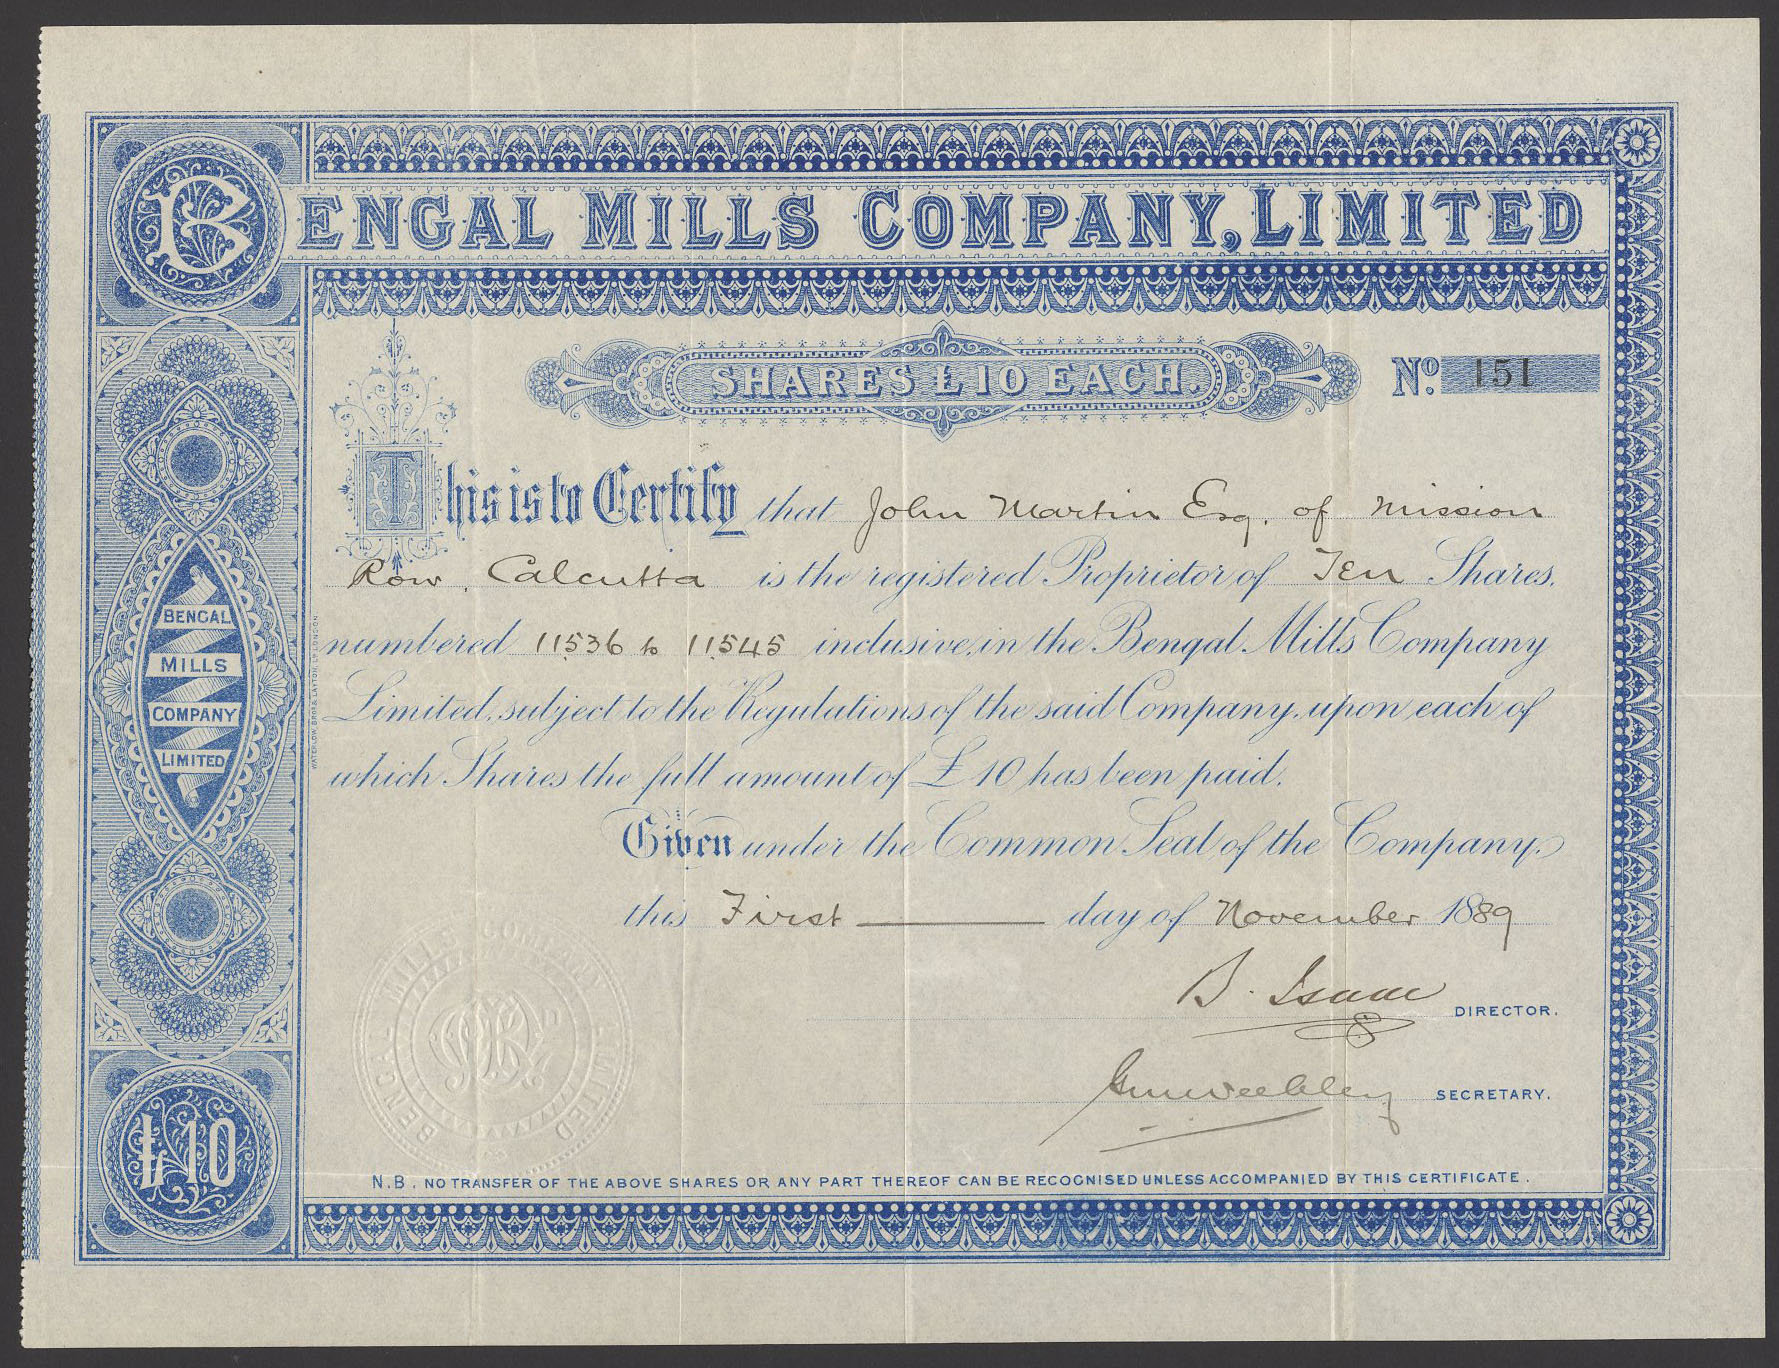 BENGAL MILLS COMPANY, LIMITED
SHARES £10 EACH.
No. 151
This is to Certify that John Martin Esq. of Mission
Row, Calcutta is the registered Proprietor of Ten Shares,
numbered 11536 to 11545 inclusive, in the Bengal Mills Company
Limited, subject to the Regulations of the said Company, upon each of
which Shares the full amount of £10 has been paid.
Given under the Common Seal of the Company,
this First day of November 1889
B. Isaac DIRECTOR.
SECRETARY.
N.B. NO TRANSFER OF THE ABOVE SHARES OR ANY PART THEREOF CAN BE RECOGNISED UNLESS ACCOMPANIED BY THIS CERTIFICATE.
BENGAL
MILLS
COMPANY
LIMITED
£10
WATERLOW BROS & LAYTON, LD LONDON
BENGAL MILLS COMPANY LIMITED